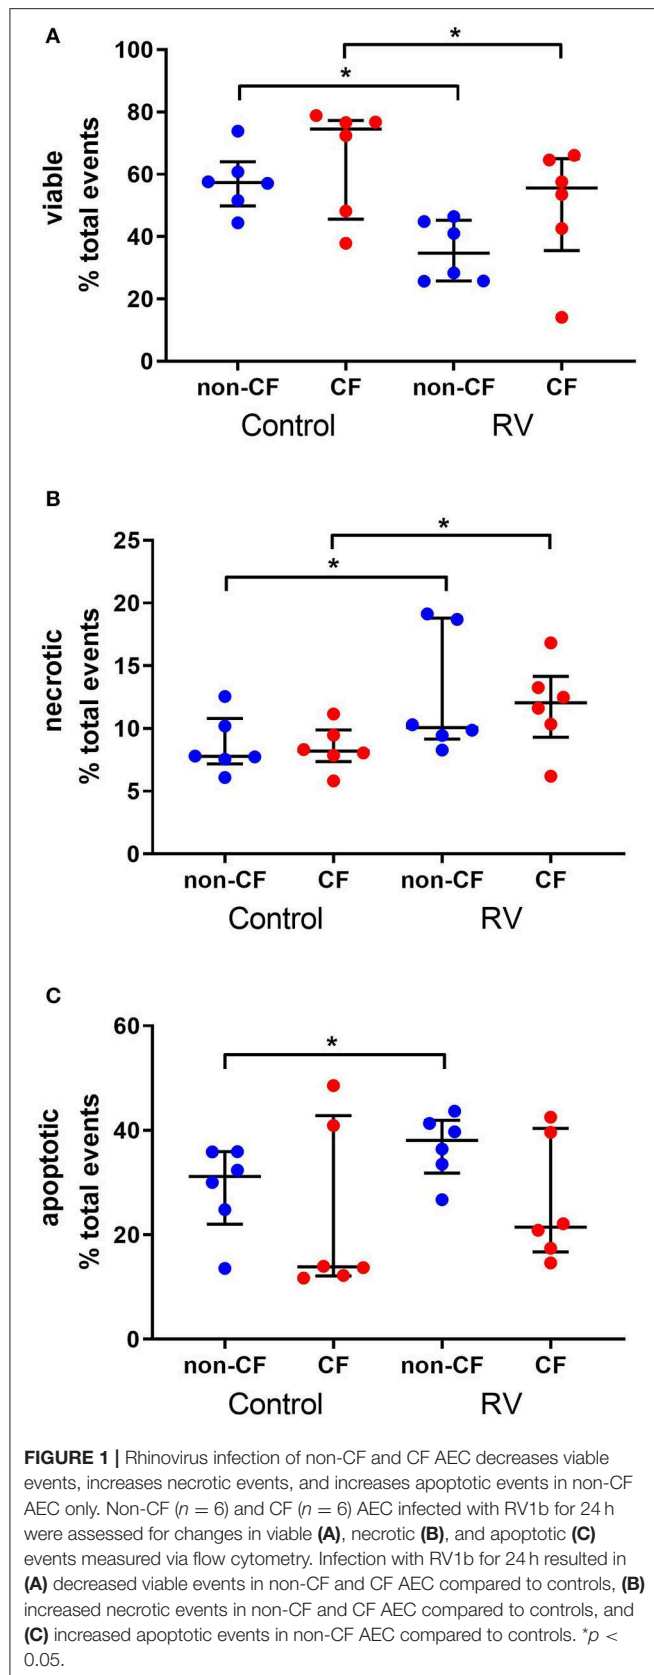 A
100
80
60
40
20
0
viable
% total events
*
*
non-CF CF non-CF CF
Control RV
B
25
20
15
10
5
0
necrotic
% total events
*
*
non-CF CF non-CF CF
Control RV
C
60
40
20
0
apoptotic
% total events
*
non-CF CF non-CF CF
Control RV
FIGURE 1 | Rhinovirus infection of non-CF and CF AEC decreases viable
events, increases necrotic events, and increases apoptotic events in non-CF
AEC only. Non-CF (n = 6) and CF (n = 6) AEC infected with RV1b for 24 h
were assessed for changes in viable (A), necrotic (B), and apoptotic (C)
events measured via flow cytometry. Infection with RV1b for 24 h resulted in
(A) decreased viable events in non-CF and CF AEC compared to controls, (B)
increased necrotic events in non-CF and CF AEC compared to controls, and
(C) increased apoptotic events in non-CF AEC compared to controls. *p <
0.05.